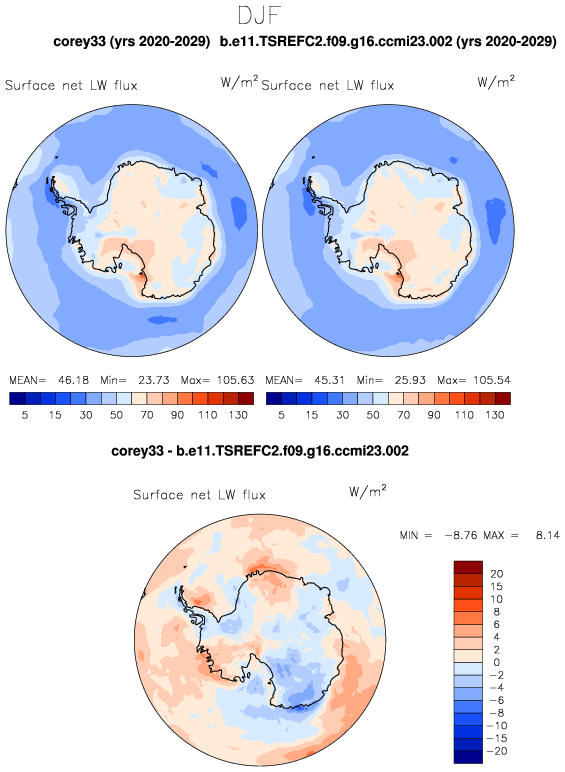 DJF
corey33 (yrs 2020-2029) b.e11.TSREFC2.f09.g16.ccmi23.002 (yrs 2020-2029)
Surface net LW flux W/m² Surface net LW flux W/m²
MEAN= 46.18 Min= 23.73 Max= 105.63 MEAN= 45.31 Min= 25.93 Max= 105.54
5 15 30 50 70 90 110 130 5 15 30 50 70 90 110 130
corey33 - b.e11.TSREFC2.f09.g16.ccmi23.002
Surface net LW flux W/m²
MIN = -8.76 MAX = 8.14
20
15
10
8
6
4
2
0
-2
-4
-6
-8
-10
-15
-20